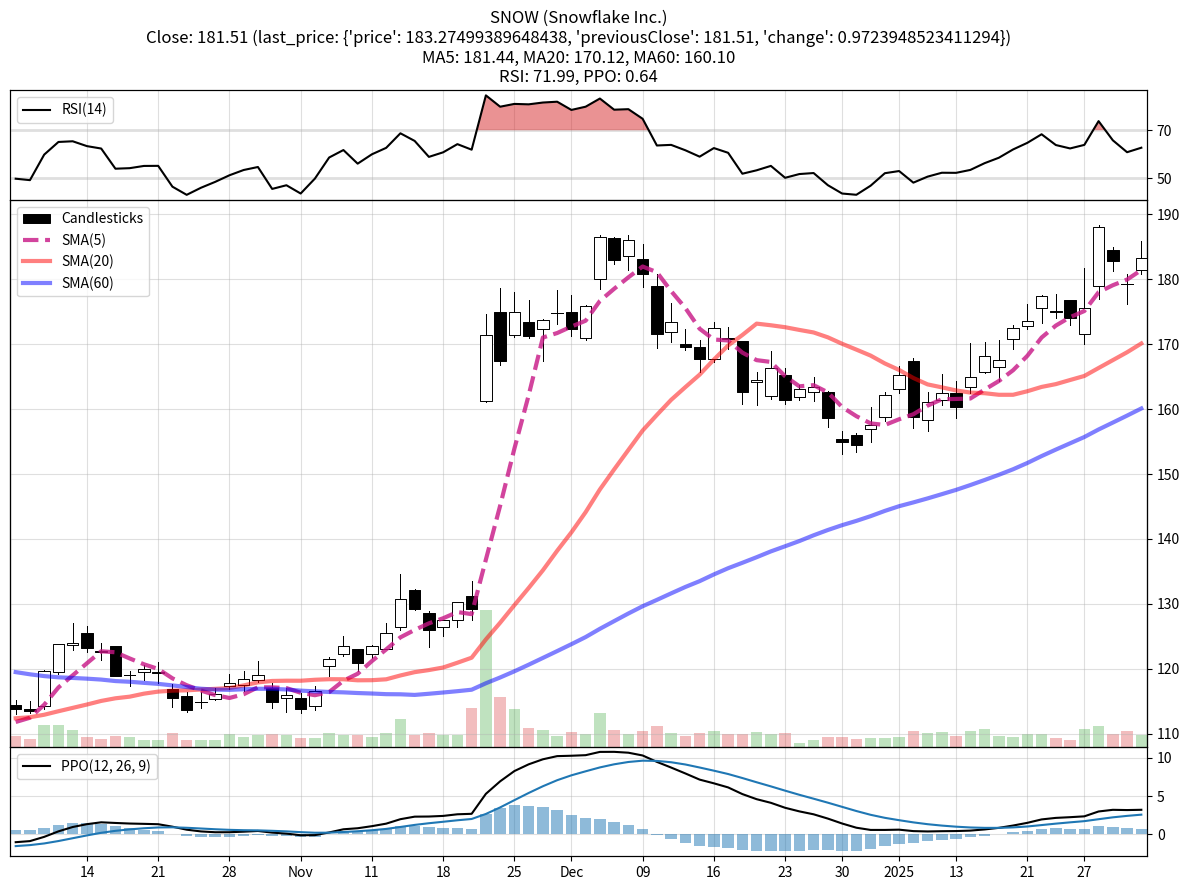 SNOW (Snowflake Inc.)
Close: 181.51 (last_price: {'price': 183.27499389648438, 'previousClose': 181.51, 'change': 0.9723948523411294})
MA5: 181.44, MA20: 170.12, MA60: 160.10
RSI: 71.99, PPO: 0.64
RSI(14)
70
50
Candlesticks
SMA(5)
SMA(20)
SMA(60)
190
180
170
160
150
140
130
120
110
PPO(12, 26, 9)
10
5
0
14 21 28 Nov 11 18 25 Dec 09 16 23 30 2025 13 21 27